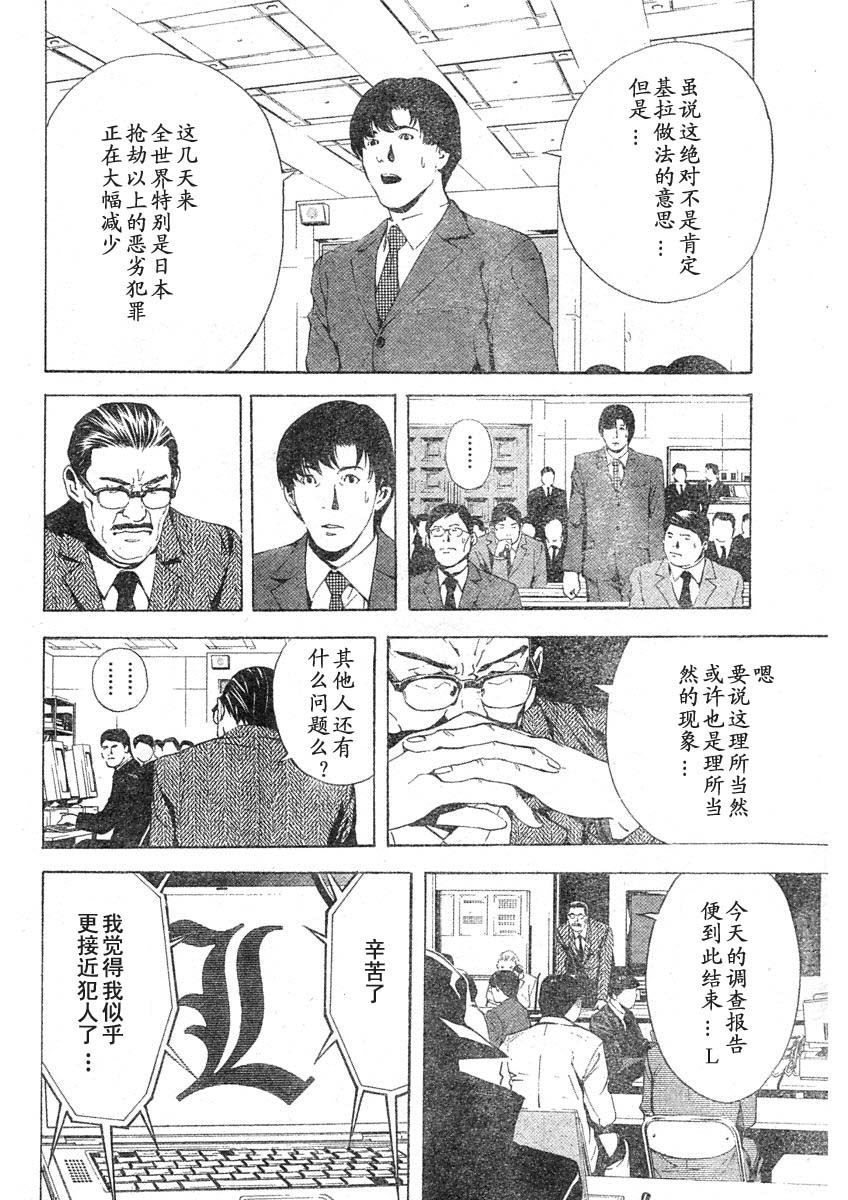 虽说这绝对不是肯定
基拉做法的意思…
但是…
这几天来
全世界特别是日本
抢劫以上的恶劣犯罪
正在大幅减少
……
嗯
要说这理所当然
或许也是理所当
然的现象…
其他人还有
什么问题么?
……
今天的调查报告
便到此结束…L
辛苦了
我觉得我似乎
更接近犯人了…
L